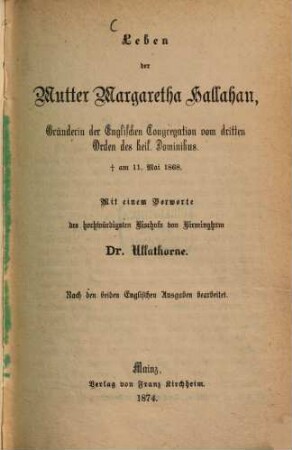 Leben
der
Mutter Margaretha Hallahan,
Gründerin der Englischen Congregation vom dritten
Orden des heil. Dominikus.
† am 11. Mai 1868.
Mit einem Vorworte
des hochwürdigsten Bischofs von Birmingham
Dr. Ullathorne.
Nach den beiden Englischen Ausgaben bearbeitet.
Mainz,
Verlag von Franz Kirchheim.
1874.